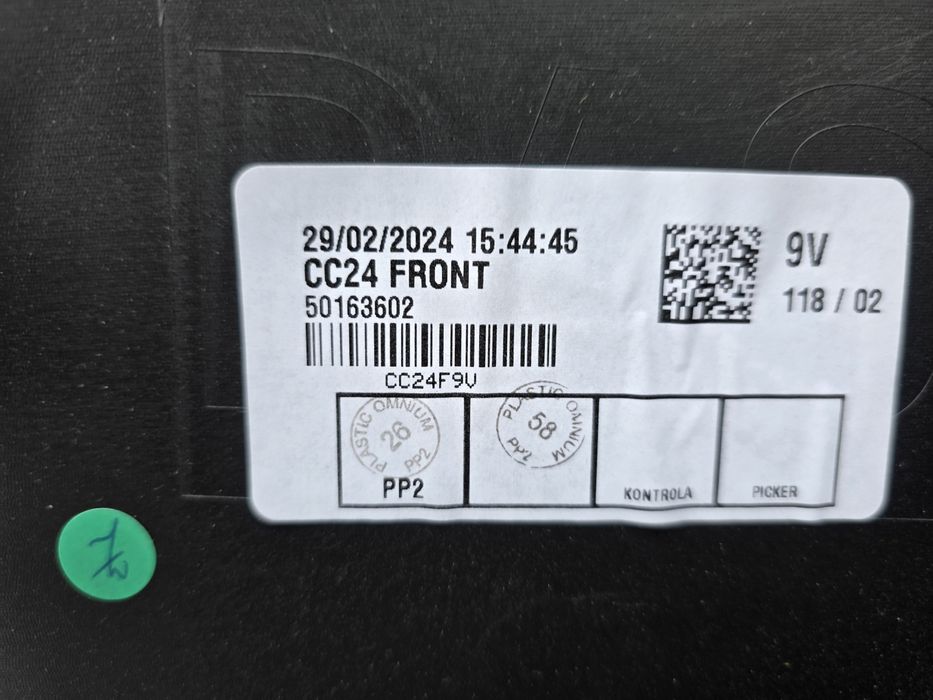 29/02/2024 15:44:45
CC24 FRONT
50163602
CC24F9V
9V
118 / 02
PLASTIC OMNIUM
26
PP2
PP2
PLASTIC OMNIUM
58
PP2
KONTROLA
PICKER